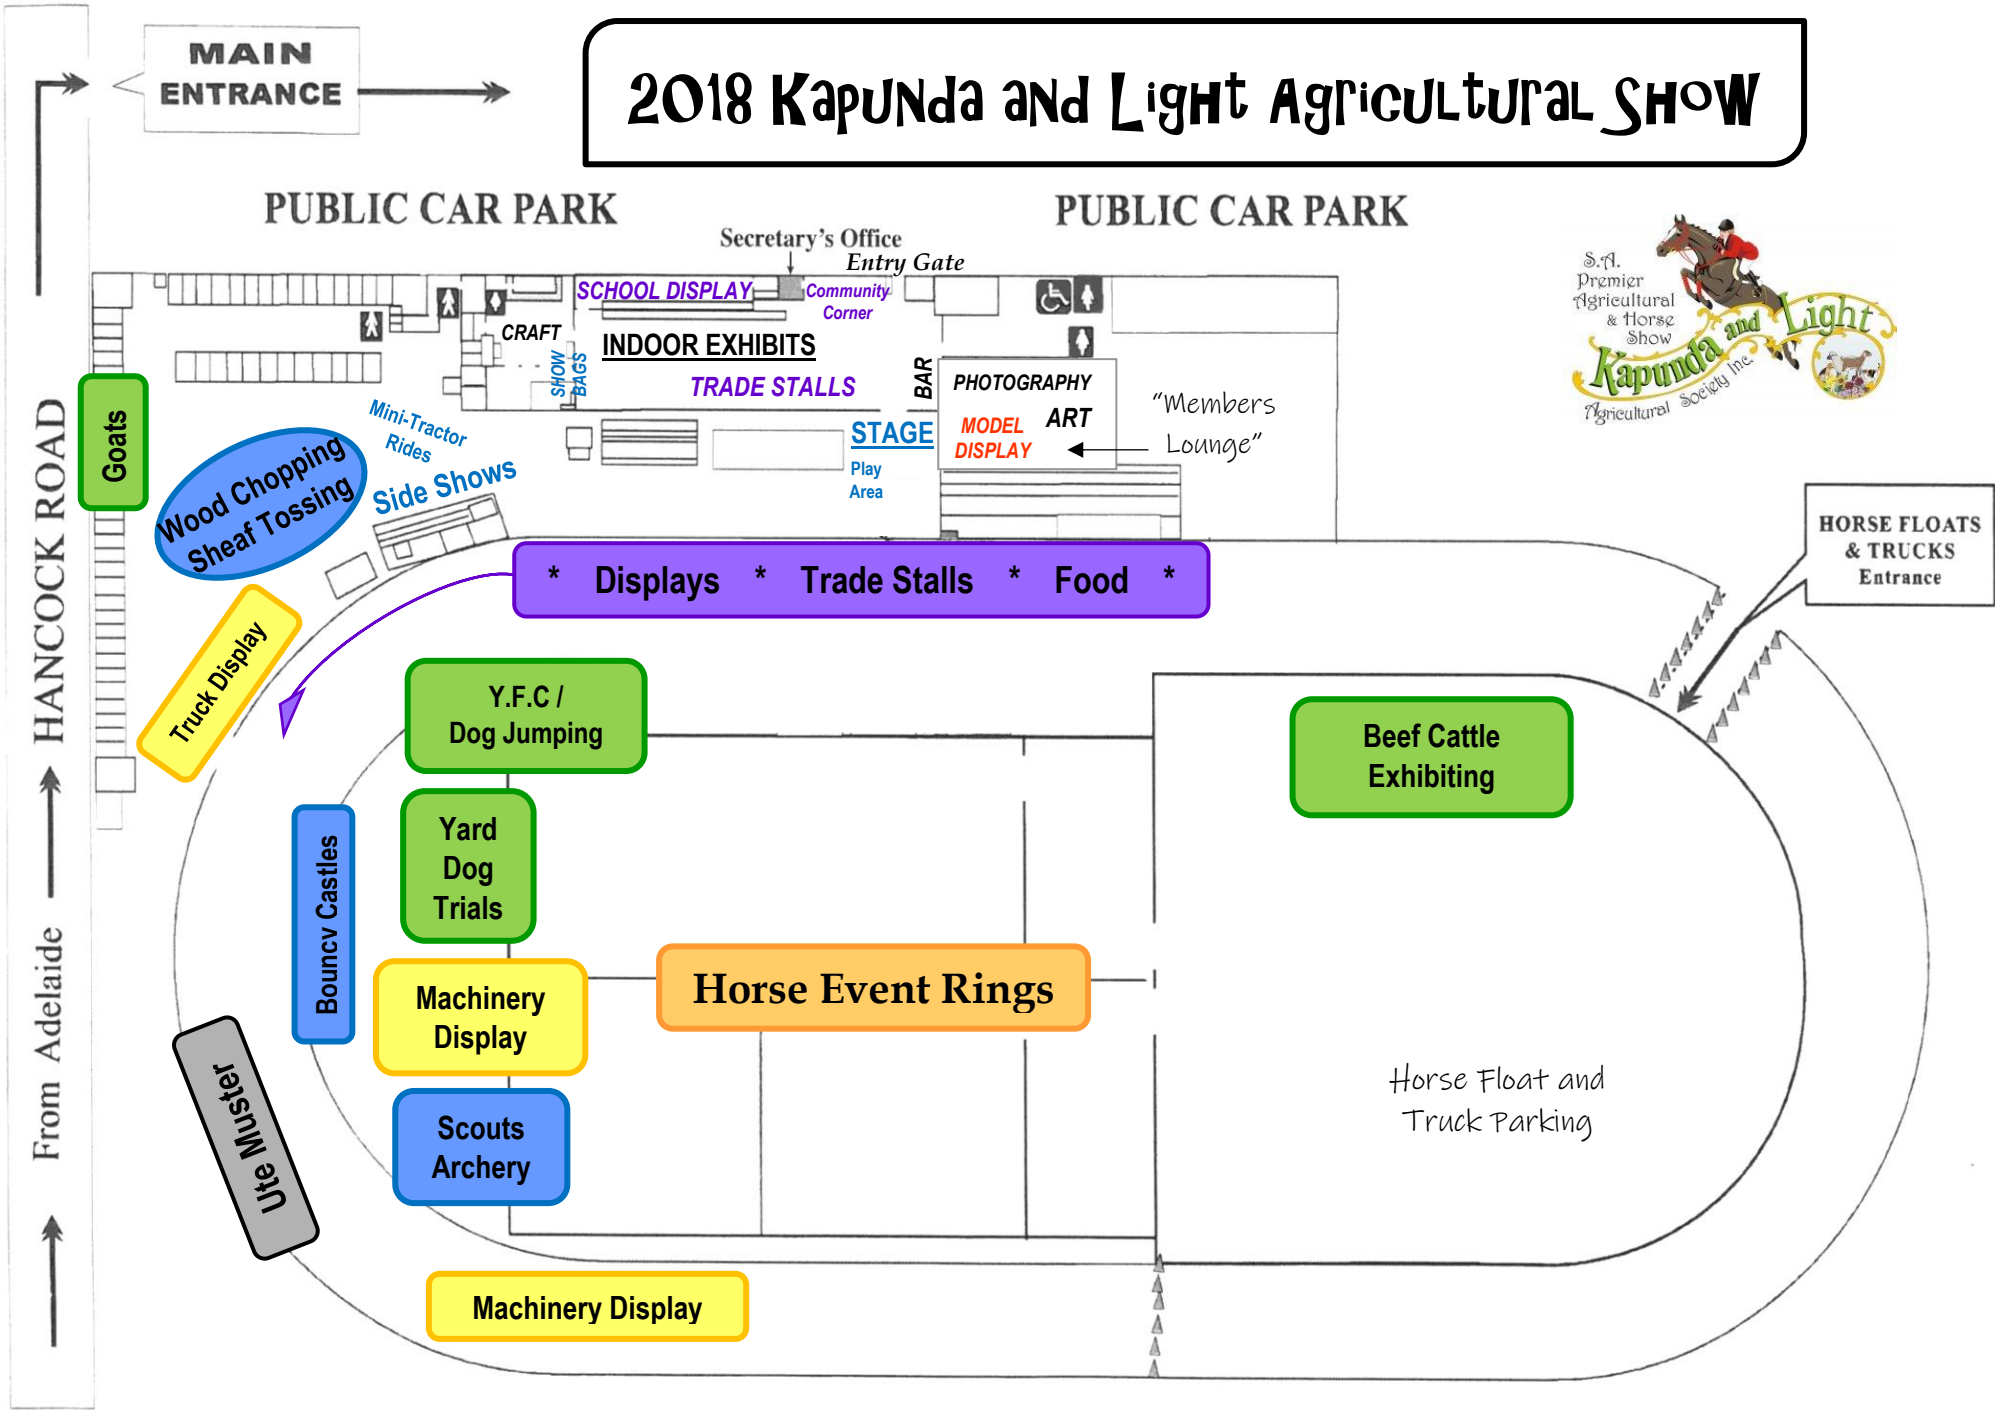 MAIN
ENTRANCE
2018 Kapunda and Light Agricultural Show
PUBLIC CAR PARK
PUBLIC CAR PARK
Secretary's Office
Entry Gate
S.A.
Premier
Agricultural
& Horse
Show
Kapunda and Light
Agricultural Society Inc.
SCHOOL DISPLAY
Community
Corner
CRAFT
INDOOR EXHIBITS
SHOW
BAGS
TRADE STALLS
BAR
PHOTOGRAPHY
ART
MODEL
DISPLAY
"Members
Lounge"
STAGE
Play
Area
Goats
Mini-Tractor
Rides
Wood Chopping
Sheaf Tossing
Side Shows
HORSE FLOATS
& TRUCKS
Entrance
* Displays * Trade Stalls * Food *
Truck Display
HANCOCK ROAD
From Adelaide
Y.F.C /
Dog Jumping
Beef Cattle
Exhibiting
Yard
Dog
Trials
Bouncy Castles
Horse Event Rings
Machinery
Display
Horse Float and
Truck Parking
Ute Muster
Scouts
Archery
Machinery Display